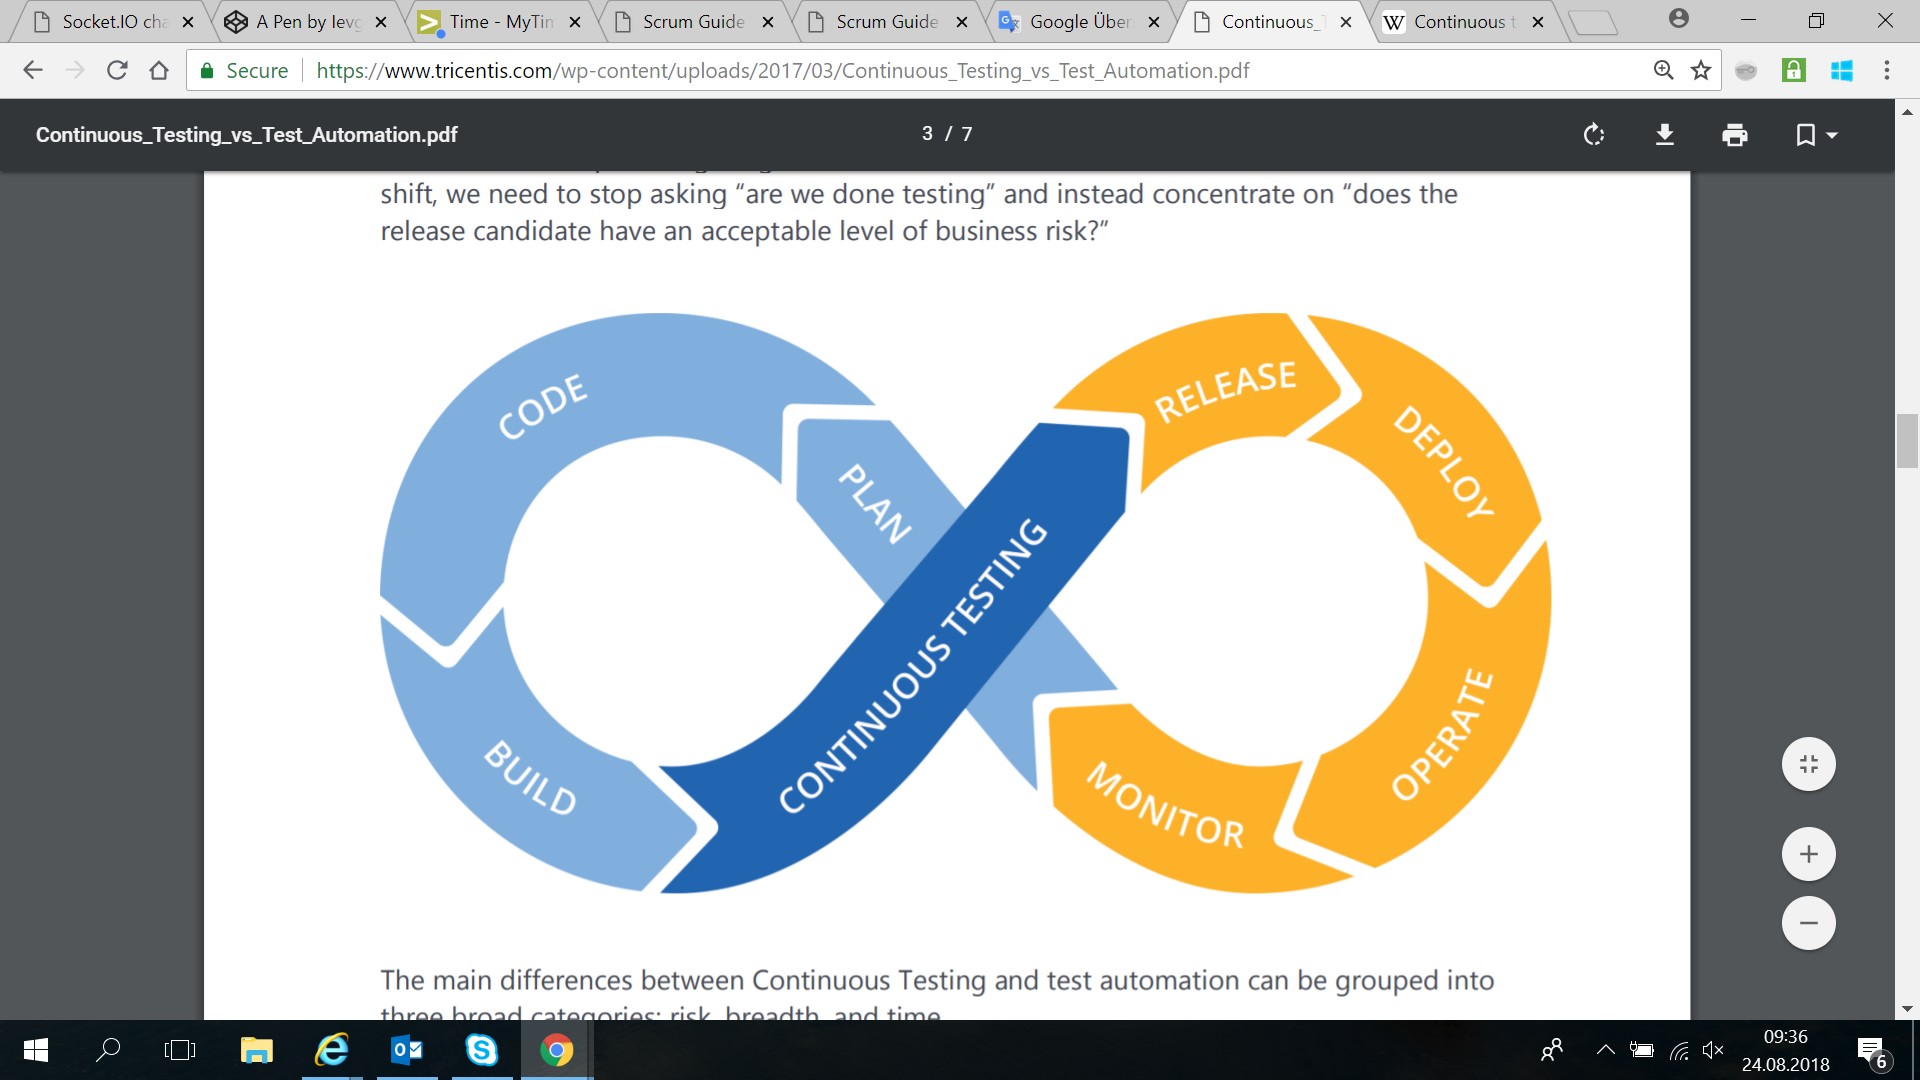 Socket.IO cha
A Pen by levg
Time - MyTim
Scrum Guide
Scrum Guide
Google Über
Continuous_T
Continuous t
Secure
https://www.tricentis.com/wp-content/uploads/2017/03/Continuous_Testing_vs_Test_Automation.pdf
Continuous_Testing_vs_Test_Automation.pdf
3 / 7
shift, we need to stop asking “are we done testing” and instead concentrate on “does the
release candidate have an acceptable level of business risk?”
CODE
PLAN
BUILD
CONTINUOUS TESTING
RELEASE
DEPLOY
OPERATE
MONITOR
The main differences between Continuous Testing and test automation can be grouped into
three broad categories: risk, breadth, and time
09:36
24.08.2018
6